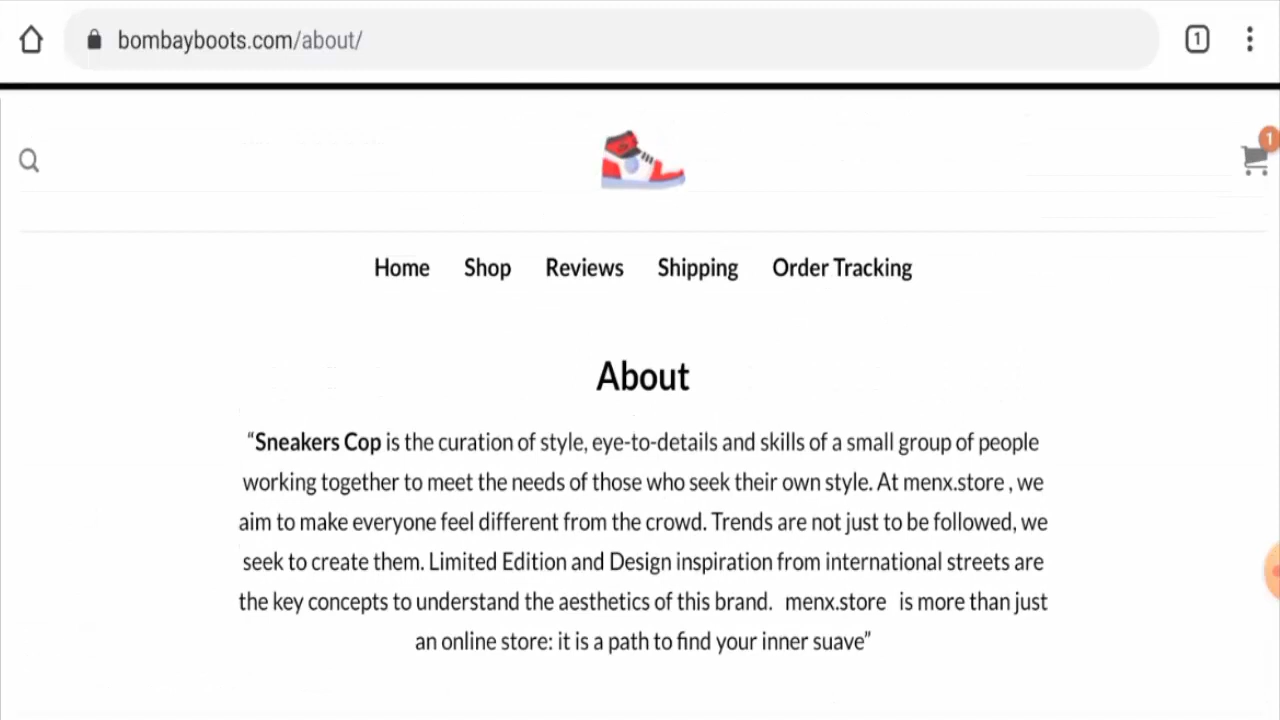 bombayboots.com/about/
1
1
Home Shop Reviews Shipping Order Tracking
About
“Sneakers Cop is the curation of style, eye-to-details and skills of a small group of people
working together to meet the needs of those who seek their own style. At menx.store , we
aim to make everyone feel different from the crowd. Trends are not just to be followed, we
seek to create them. Limited Edition and Design inspiration from international streets are
the key concepts to understand the aesthetics of this brand. menx.store is more than just
an online store: it is a path to find your inner suave”